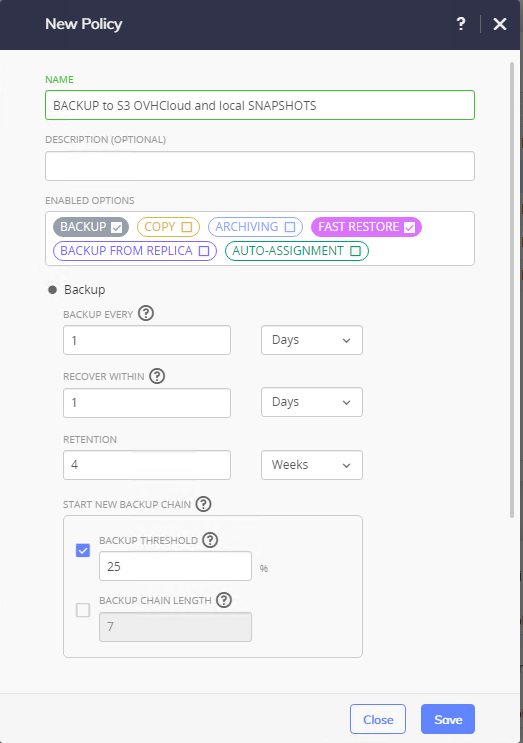 New Policy ?
NAME
BACKUP to S3 OVHCloud and local SNAPSHOTS
DESCRIPTION (OPTIONAL)
ENABLED OPTIONS
BACKUP COPY ARCHIVING FAST RESTORE
BACKUP FROM REPLICA AUTO-ASSIGNMENT
Backup
BACKUP EVERY ?
1 Days
RECOVER WITHIN ?
1 Days
RETENTION
4 Weeks
START NEW BACKUP CHAIN ?
BACKUP THRESHOLD ?
25 %
BACKUP CHAIN LENGTH ?
7
Close Save